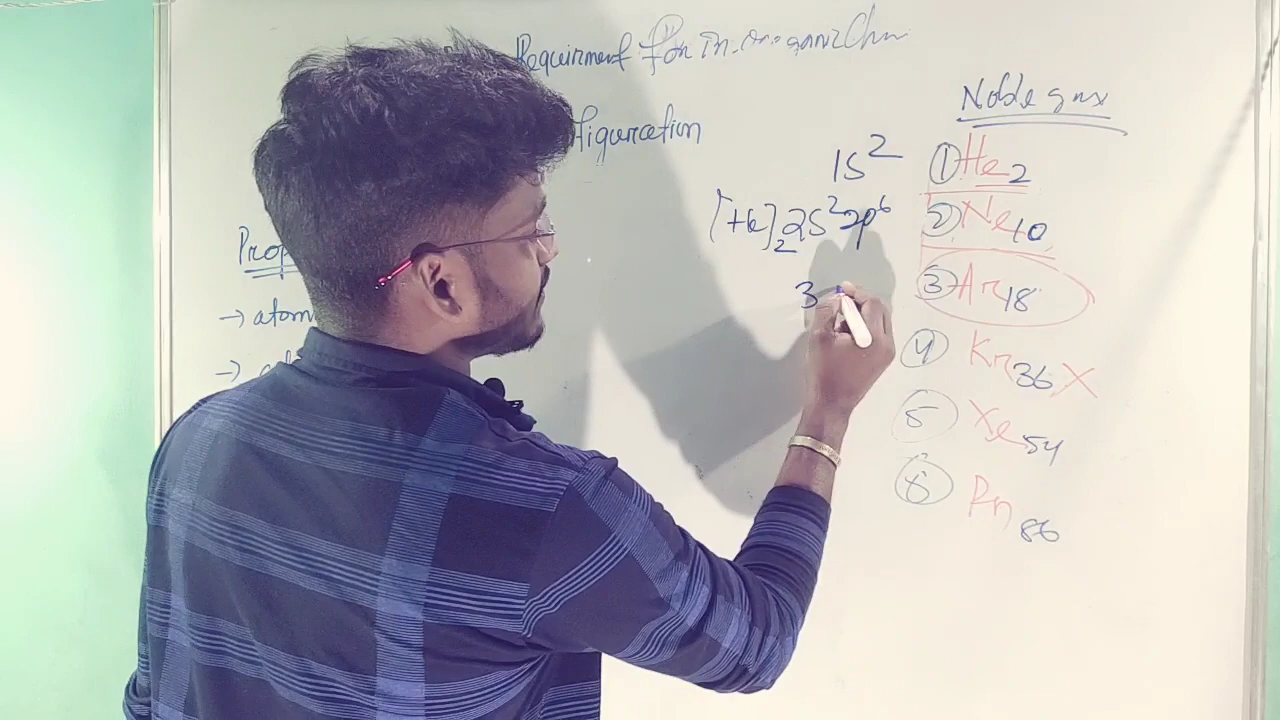 Requirment for in-organic Chm
figuration
Noble gas
1s² ① He₂
[He]₂ 2s² 2p⁶ ② Ne₁₀
3 ③ Ar₁₈
④ Kr₃₆ X
⑤ Xe₅₄
⑥ Rn₈₆
Prop
→ atom
→